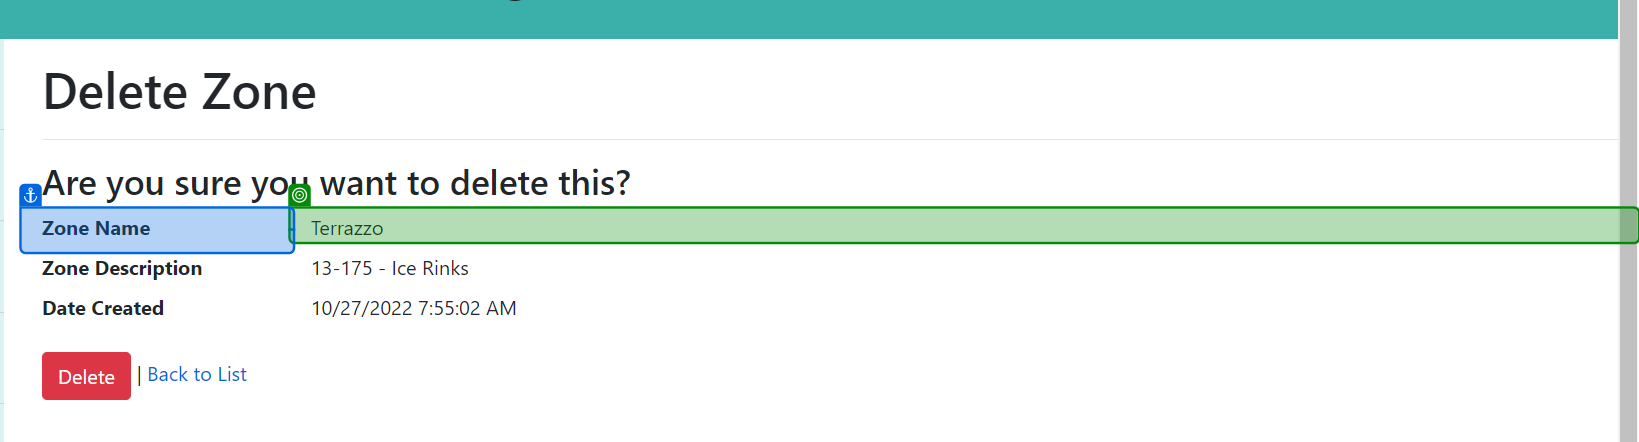 Delete Zone
Are you sure you want to delete this?
Zone Name Terrazzo
Zone Description 13-175 - Ice Rinks
Date Created 10/27/2022 7:55:02 AM
Delete | Back to List